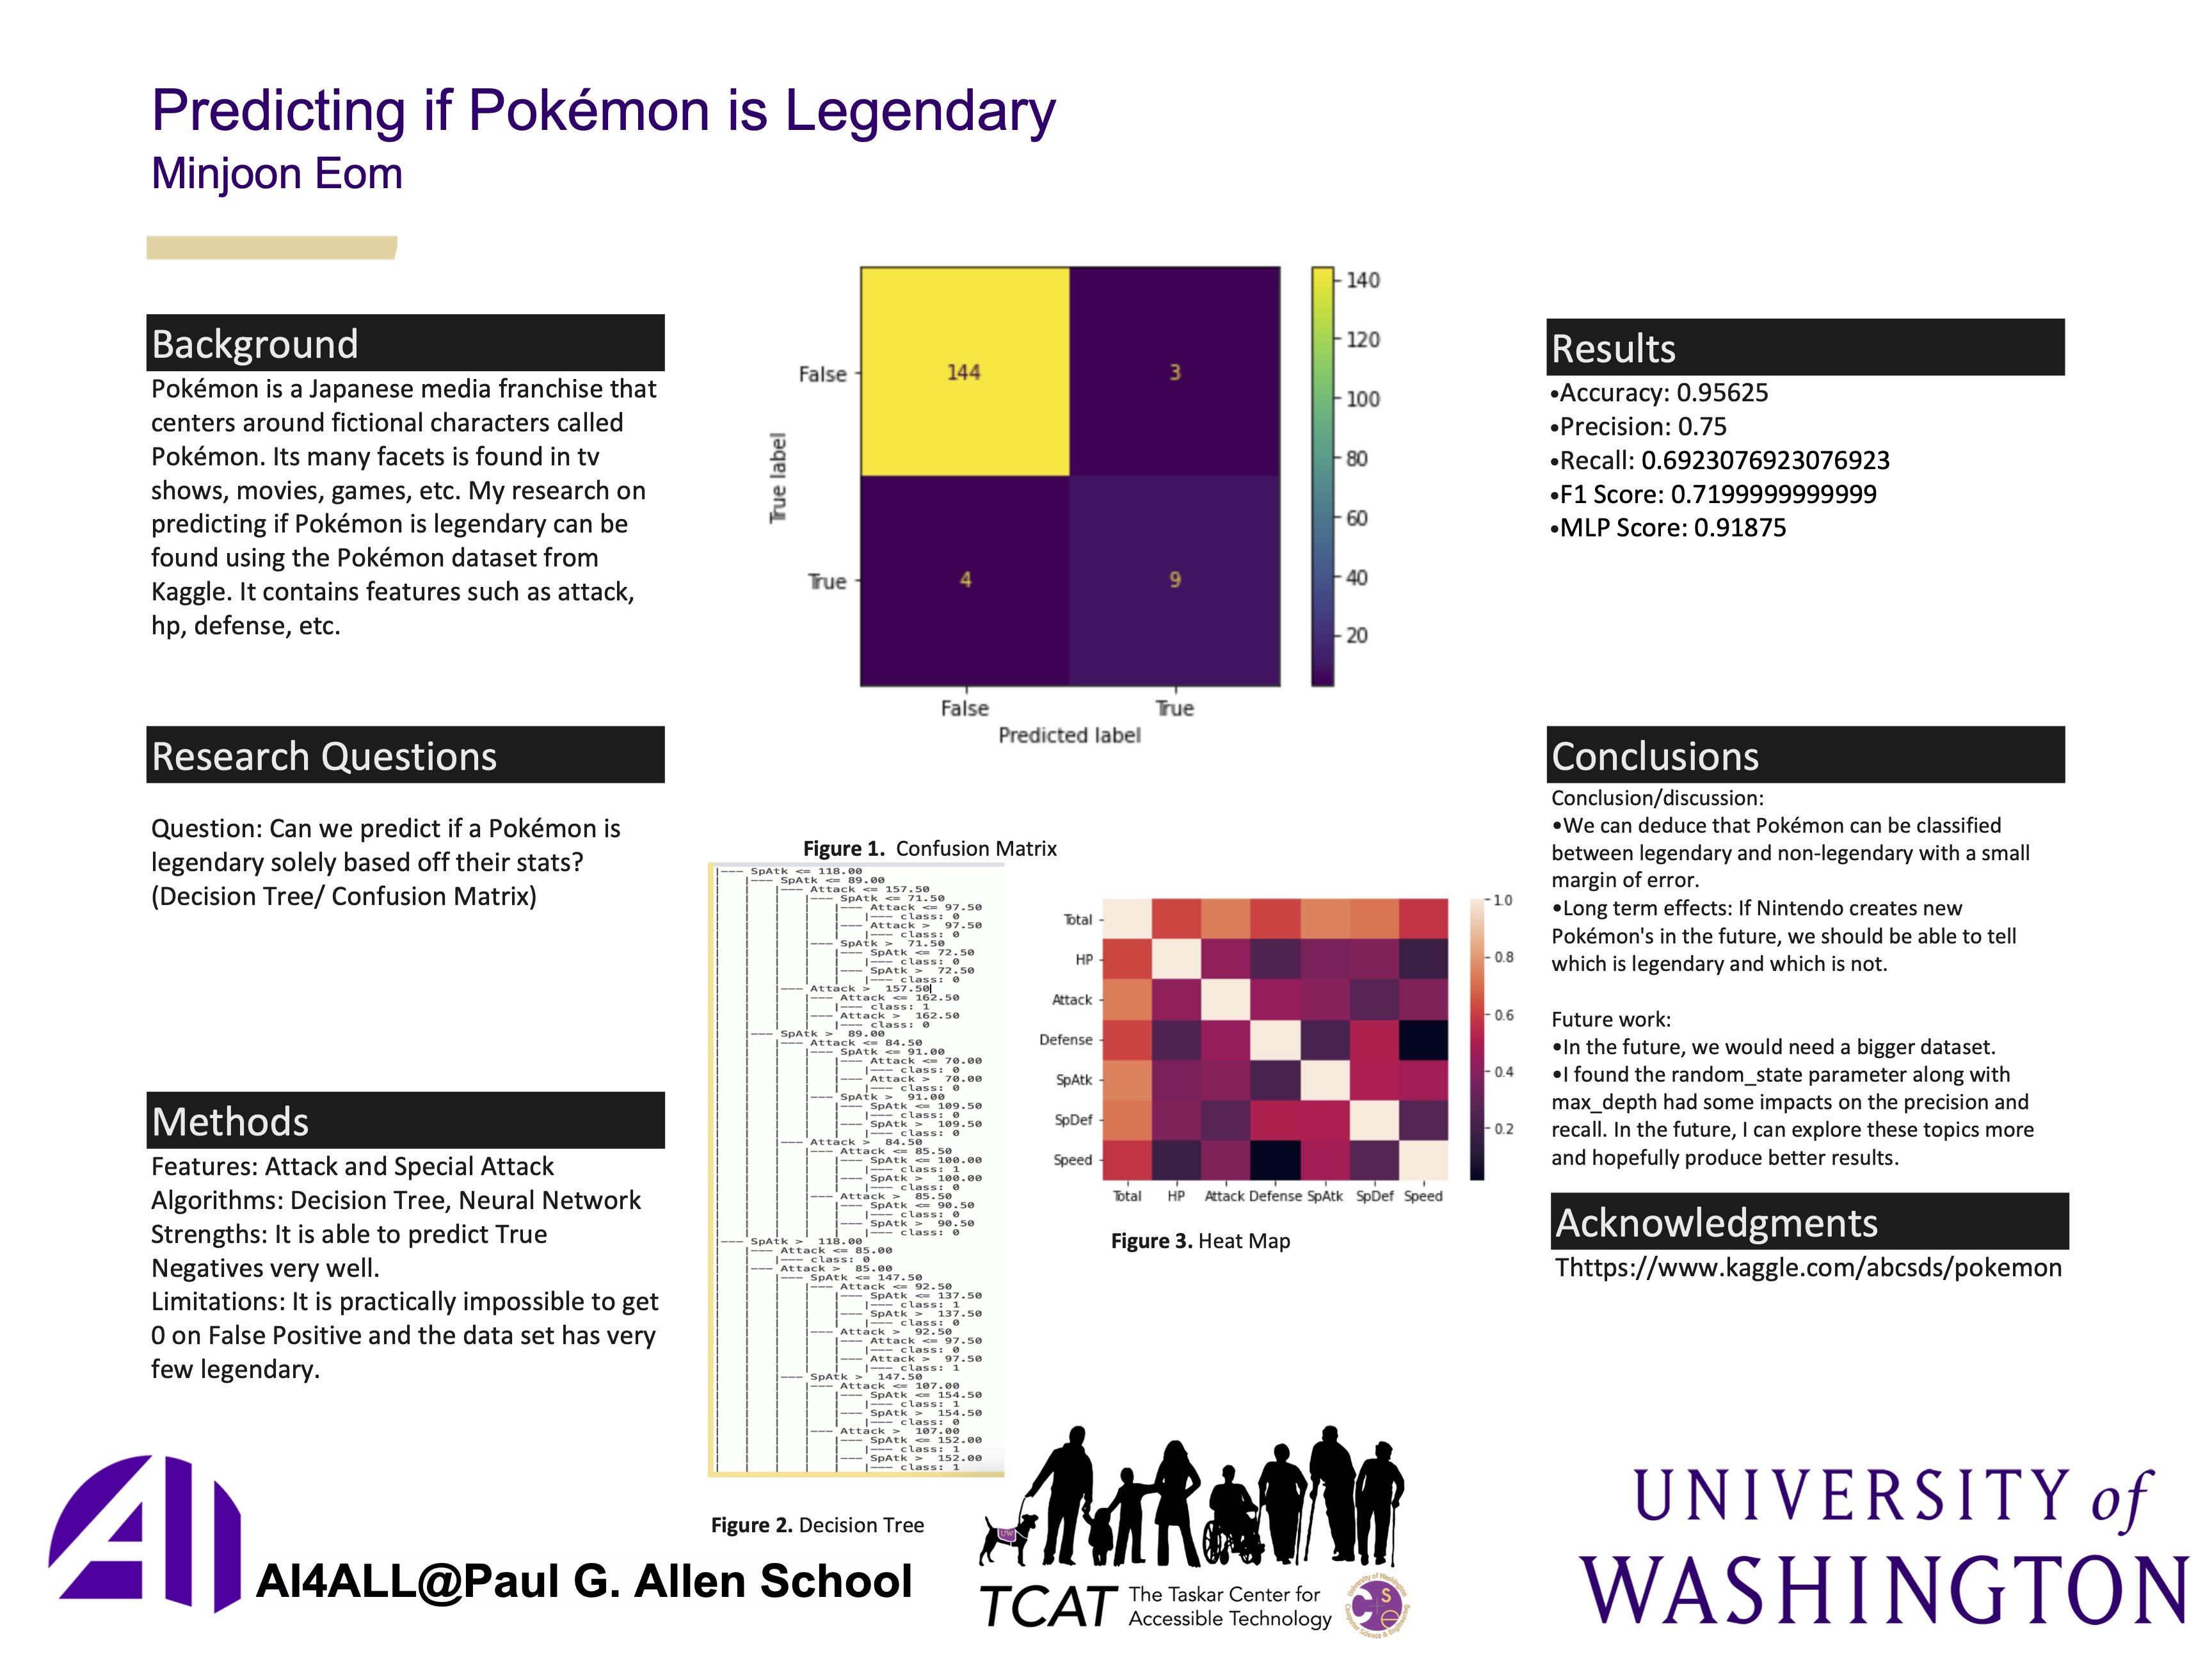 Predicting if Pokémon is Legendary
Minjoon Eom
Background
Pokémon is a Japanese media franchise that
centers around fictional characters called
Pokémon. Its many facets is found in tv
shows, movies, games, etc. My research on
predicting if Pokémon is legendary can be
found using the Pokémon dataset from
Kaggle. It contains features such as attack,
hp, defense, etc.
Research Questions
Question: Can we predict if a Pokémon is
legendary solely based off their stats?
(Decision Tree/ Confusion Matrix)
Methods
Features: Attack and Special Attack
Algorithms: Decision Tree, Neural Network
Strengths: It is able to predict True
Negatives very well.
Limitations: It is practically impossible to get
0 on False Positive and the data set has very
few legendary.
True label
False
True
144
3
4
9
False
True
Predicted label
140
120
100
80
60
40
20
Figure 1. Confusion Matrix
|--- SpAtk <= 118.00
|   |--- SpAtk <= 89.00
|   |   |--- Attack <= 157.50
|   |   |   |--- SpAtk <= 71.50
|   |   |   |   |--- Attack <= 97.50
|   |   |   |   |   |--- class: 0
|   |   |   |   |--- Attack >  97.50
|   |   |   |   |   |--- class: 0
|   |   |   |--- SpAtk >  71.50
|   |   |   |   |--- SpAtk <= 72.50
|   |   |   |   |   |--- class: 0
|   |   |   |   |--- SpAtk >  72.50
|   |   |   |   |   |--- class: 0
|   |   |--- Attack >  157.50
|   |   |   |--- Attack <= 162.50
|   |   |   |   |--- class: 1
|   |   |   |--- Attack >  162.50
|   |   |   |   |--- class: 0
|   |--- SpAtk >  89.00
|   |   |--- Attack <= 84.50
|   |   |   |--- SpAtk <= 91.00
|   |   |   |   |--- Attack <= 70.00
|   |   |   |   |   |--- class: 0
|   |   |   |   |--- Attack >  70.00
|   |   |   |   |   |--- class: 0
|   |   |   |--- SpAtk >  91.00
|   |   |   |   |--- SpAtk <= 109.50
|   |   |   |   |   |--- class: 0
|   |   |   |   |--- SpAtk >  109.50
|   |   |   |   |   |--- class: 0
|   |   |--- Attack >  84.50
|   |   |   |--- Attack <= 85.50
|   |   |   |   |--- SpAtk <= 100.00
|   |   |   |   |   |--- class: 1
|   |   |   |   |--- SpAtk >  100.00
|   |   |   |   |   |--- class: 0
|   |   |   |--- Attack >  85.50
|   |   |   |   |--- SpAtk <= 90.50
|   |   |   |   |   |--- class: 0
|   |   |   |   |--- SpAtk >  90.50
|   |   |   |   |   |--- class: 0
|--- SpAtk >  118.00
|   |--- Attack <= 85.00
|   |   |--- class: 0
|   |--- Attack >  85.00
|   |   |--- SpAtk <= 147.50
|   |   |   |--- Attack <= 92.50
|   |   |   |   |--- SpAtk <= 137.50
|   |   |   |   |   |--- class: 1
|   |   |   |   |--- SpAtk >  137.50
|   |   |   |   |   |--- class: 0
|   |   |   |--- Attack >  92.50
|   |   |   |   |--- Attack <= 97.50
|   |   |   |   |   |--- class: 0
|   |   |   |   |--- Attack >  97.50
|   |   |   |   |   |--- class: 1
|   |   |--- SpAtk >  147.50
|   |   |   |--- Attack <= 107.00
|   |   |   |   |--- SpAtk <= 154.50
|   |   |   |   |   |--- class: 1
|   |   |   |   |--- SpAtk >  154.50
|   |   |   |   |   |--- class: 0
|   |   |   |--- Attack >  107.00
|   |   |   |   |--- SpAtk <= 152.00
|   |   |   |   |   |--- class: 1
|   |   |   |   |--- SpAtk >  152.00
|   |   |   |   |   |--- class: 1
Figure 2. Decision Tree
Total
HP
Attack
Defense
SpAtk
SpDef
Speed
Total HP Attack Defense SpAtk SpDef Speed
1.0
0.8
0.6
0.4
0.2
Figure 3. Heat Map
Results
•Accuracy: 0.95625
•Precision: 0.75
•Recall: 0.6923076923076923
•F1 Score: 0.7199999999999
•MLP Score: 0.91875
Conclusions
Conclusion/discussion:
•We can deduce that Pokémon can be classified
between legendary and non-legendary with a small
margin of error.
•Long term effects: If Nintendo creates new
Pokémon's in the future, we should be able to tell
which is legendary and which is not.
Future work:
•In the future, we would need a bigger dataset.
•I found the random_state parameter along with
max_depth had some impacts on the precision and
recall. In the future, I can explore these topics more
and hopefully produce better results.
Acknowledgments
Thttps://www.kaggle.com/abcsds/pokemon
AI
AI4ALL@Paul G. Allen School
UW
TCAT The Taskar Center for
Accessible Technology
University of Washington
Computer Science & Engineering
C S e
UNIVERSITY of
WASHINGTON